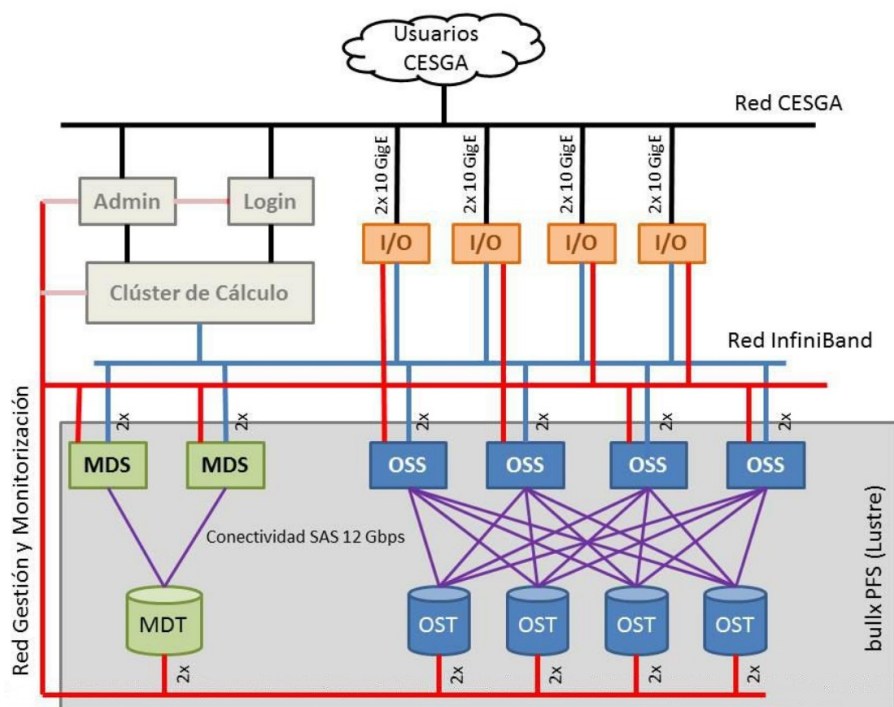 Usuarios
CESGA
Red CESGA
2x 10 GigE
2x 10 GigE
2x 10 GigE
2x 10 GigE
Admin
Login
I/O
I/O
I/O
I/O
Clúster de Cálculo
Red InfiniBand
Red Gestión y Monitorización
2x
2x
2x
2x
2x
2x
MDS
MDS
OSS
OSS
OSS
OSS
Conectividad SAS 12 Gbps
bullx PFS (Lustre)
MDT
OST
OST
OST
OST
2x
2x
2x
2x
2x